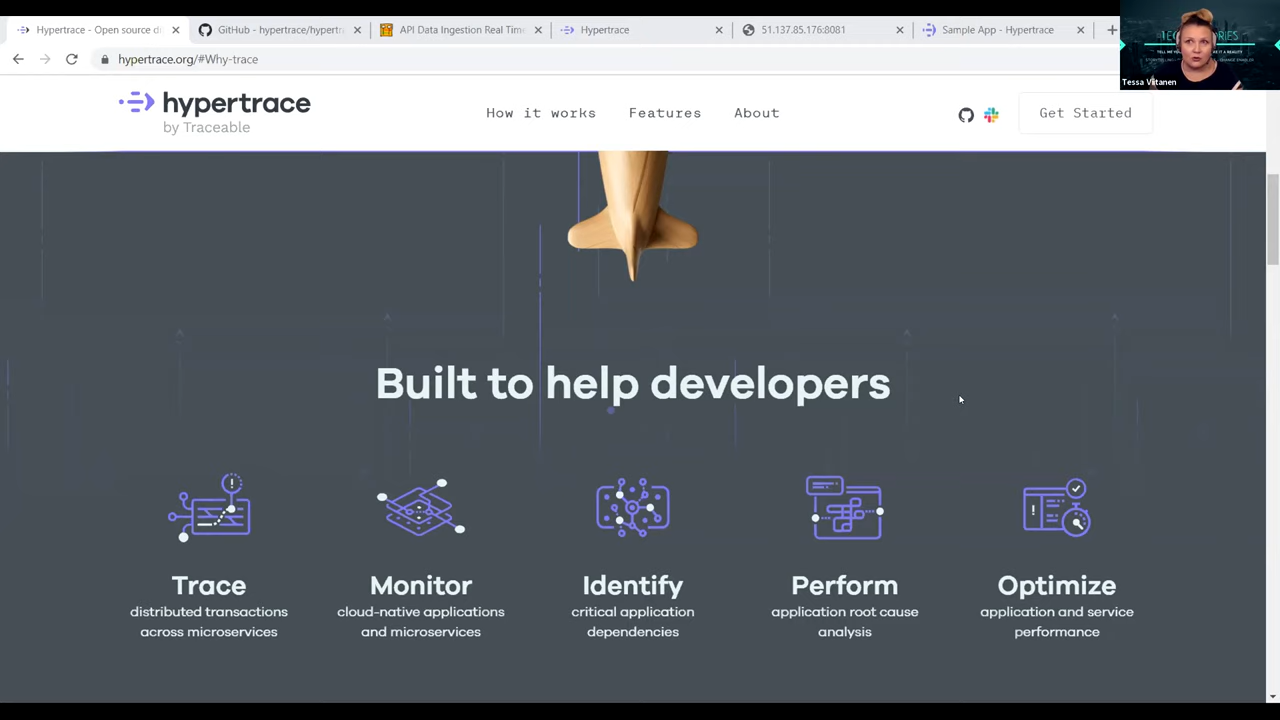 Hypertrace - Open source di
GitHub - hypertrace/hypertr
API Data Ingestion Real Time
Hypertrace
51.137.85.176:8081
Sample App - Hypertrace
hypertrace.org/#Why-trace
Tessa Viitanen
hypertrace
by Traceable
How it works
Features
About
Get Started
Built to help developers
Trace
distributed transactions
across microservices
Monitor
cloud-native applications
and microservices
Identify
critical application
dependencies
Perform
application root cause
analysis
Optimize
application and service
performance